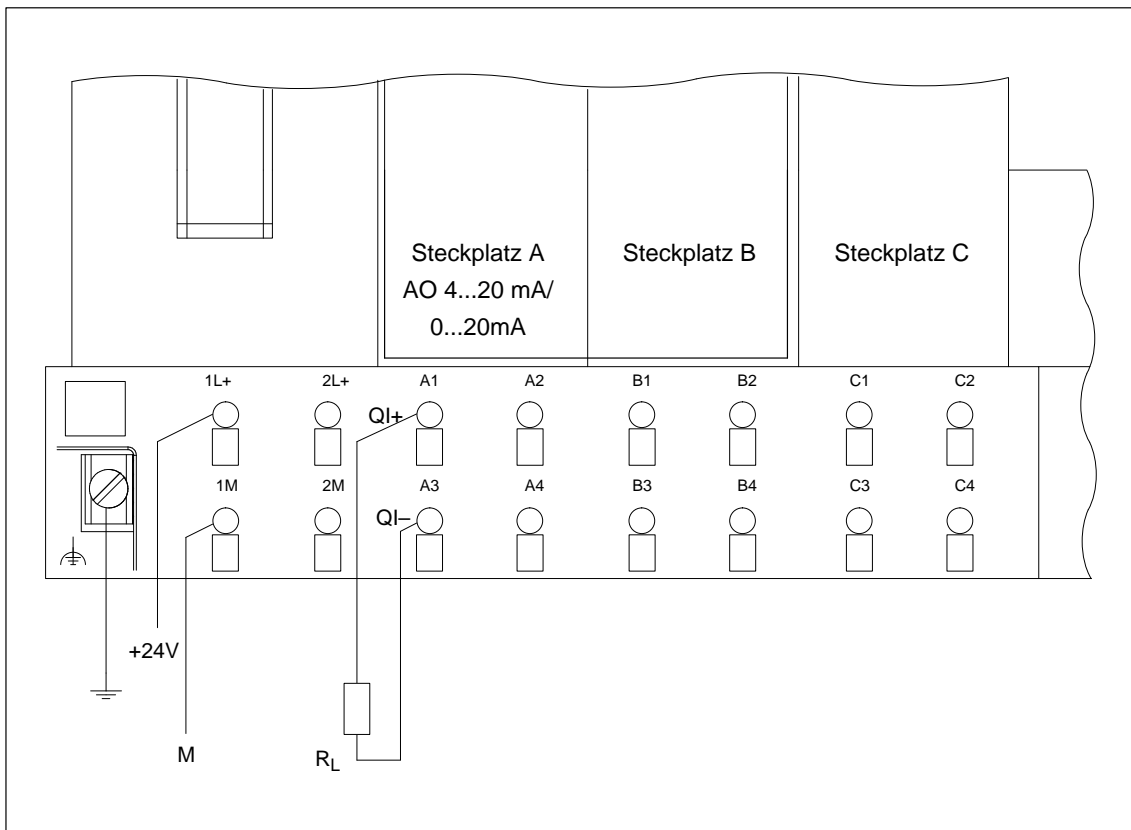 Steckplatz A
AO 4...20 mA/
0...20mA
Steckplatz B
Steckplatz C
1L+ 2L+ A1 A2 B1 B2 C1 C2
QI+
1M 2M A3 A4 B3 B4 C3 C4
QI–
+24V
M
RL